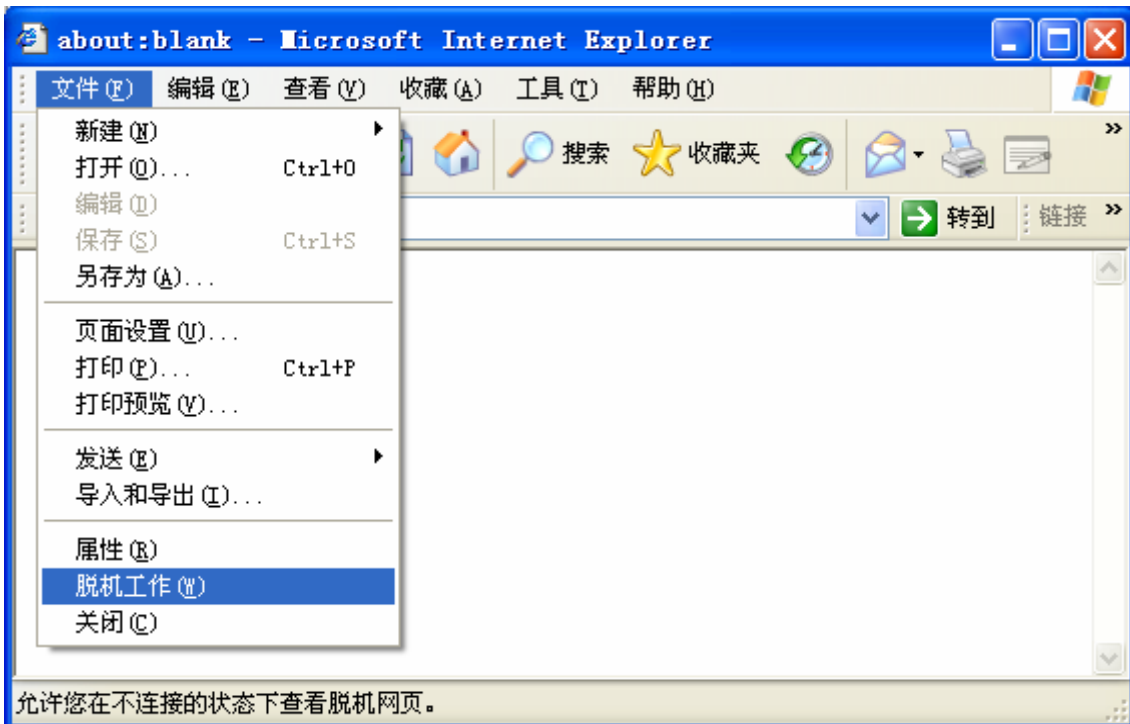 about:blank - Microsoft Internet Explorer
文件(F) 编辑(E) 查看(V) 收藏(A) 工具(T) 帮助(H)
新建(N)
打开(O)... Ctrl+O
编辑(D)
保存(S) Ctrl+S
另存为(A)...
页面设置(U)...
打印(P)... Ctrl+P
打印预览(V)...
发送(E)
导入和导出(I)...
属性(R)
脱机工作(W)
关闭(C)
搜索 收藏夹 »
转到 链接 »
允许您在不连接的状态下查看脱机网页。